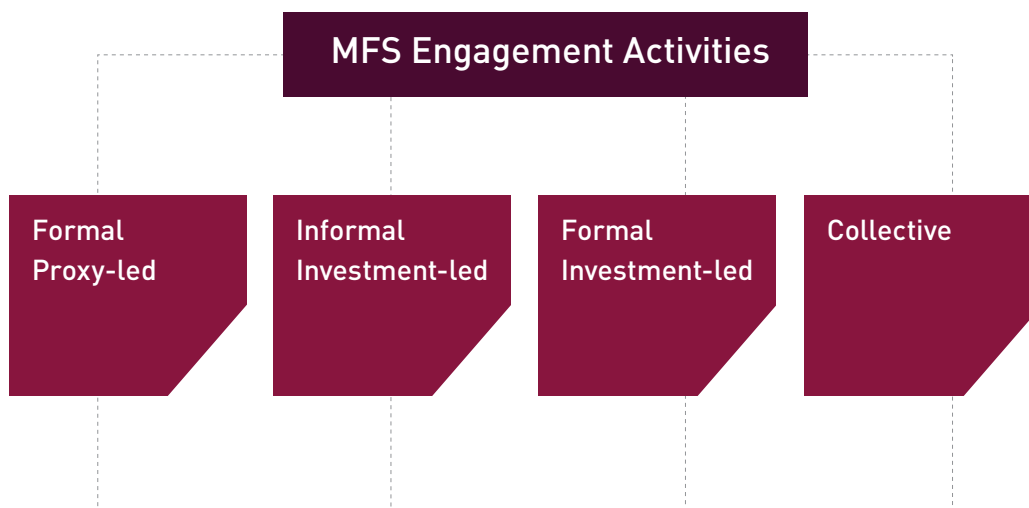 MFS Engagement Activities
Formal
Proxy-led
Informal
Investment-led
Formal
Investment-led
Collective